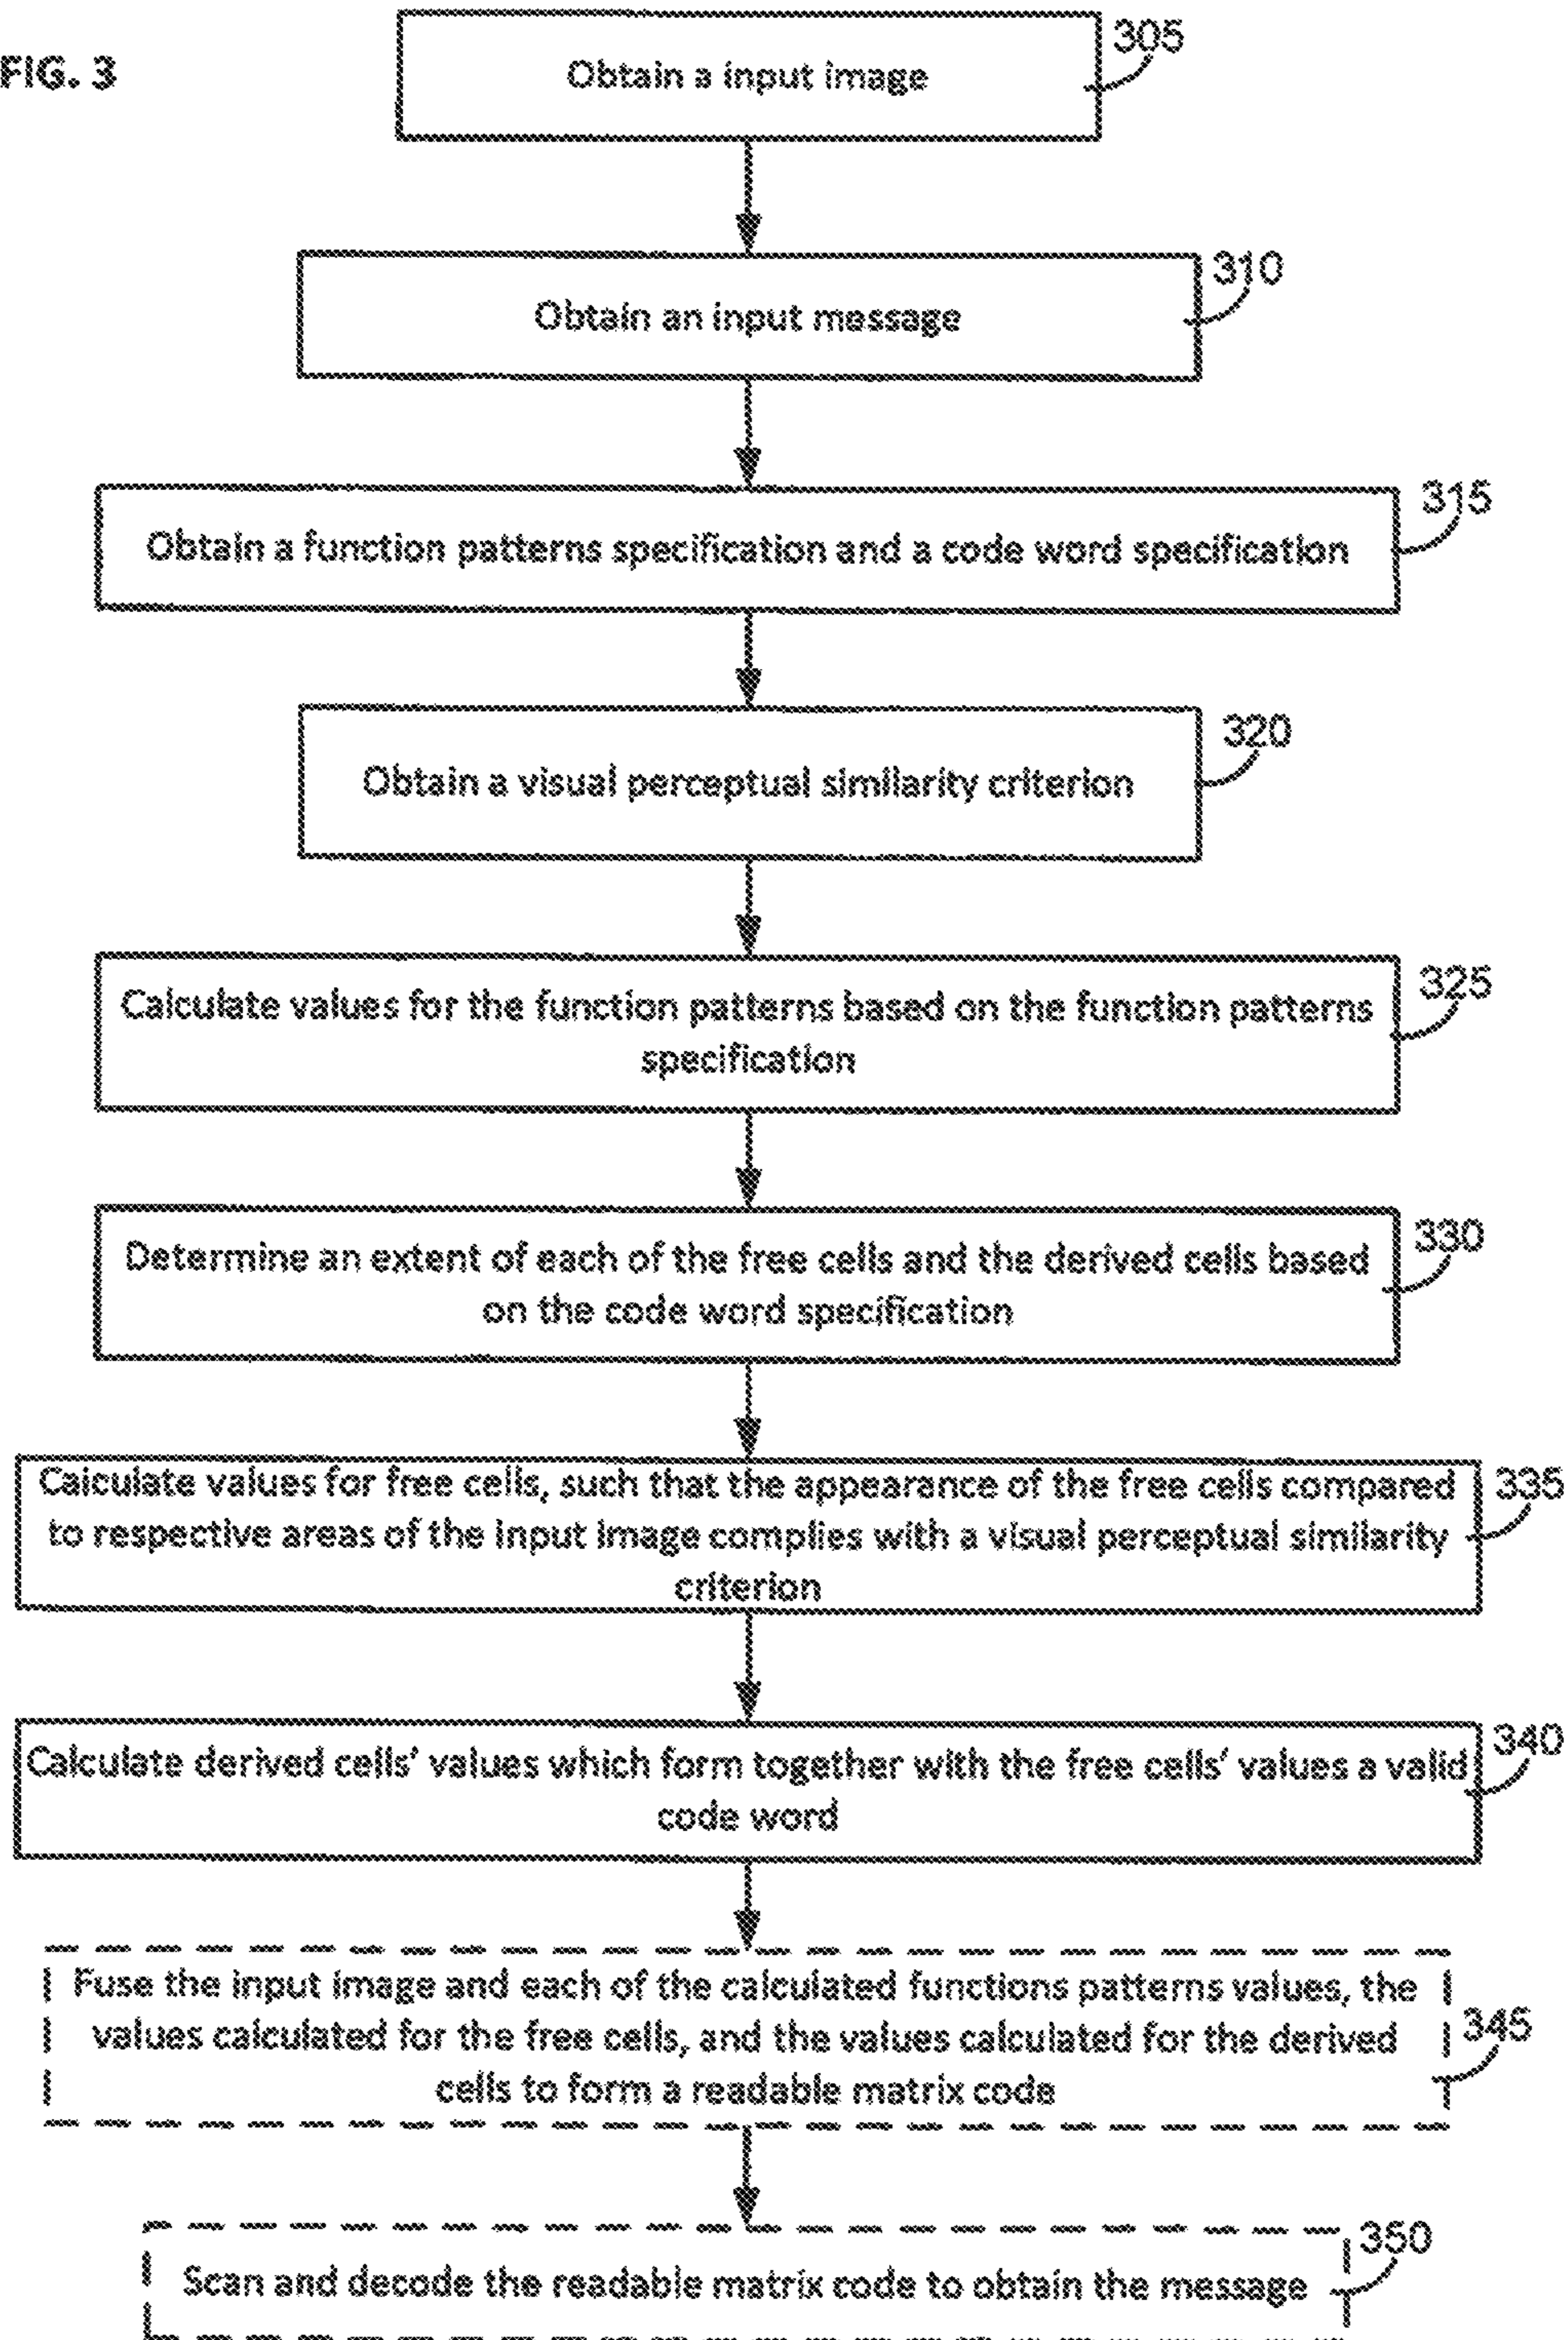 FIG. 3
305
Obtain a input image
310
Obtain an input message
315
Obtain a function patterns specification and a code word specification
320
Obtain a visual perceptual similarity criterion
325
Calculate values for the function patterns based on the function patterns
specification
330
Determine an extent of each of the free cells and the derived cells based
on the code word specification
335
Calculate values for free cells, such that the appearance of the free cells compared
to respective areas of the input image complies with a visual perceptual similarity
criterion
340
Calculate derived cells' values which form together with the free cells' values a valid
code word
345
Fuse the input image and each of the calculated functions patterns values, the
values calculated for the free cells, and the values calculated for the derived
cells to form a readable matrix code
350
Scan and decode the readable matrix code to obtain the message